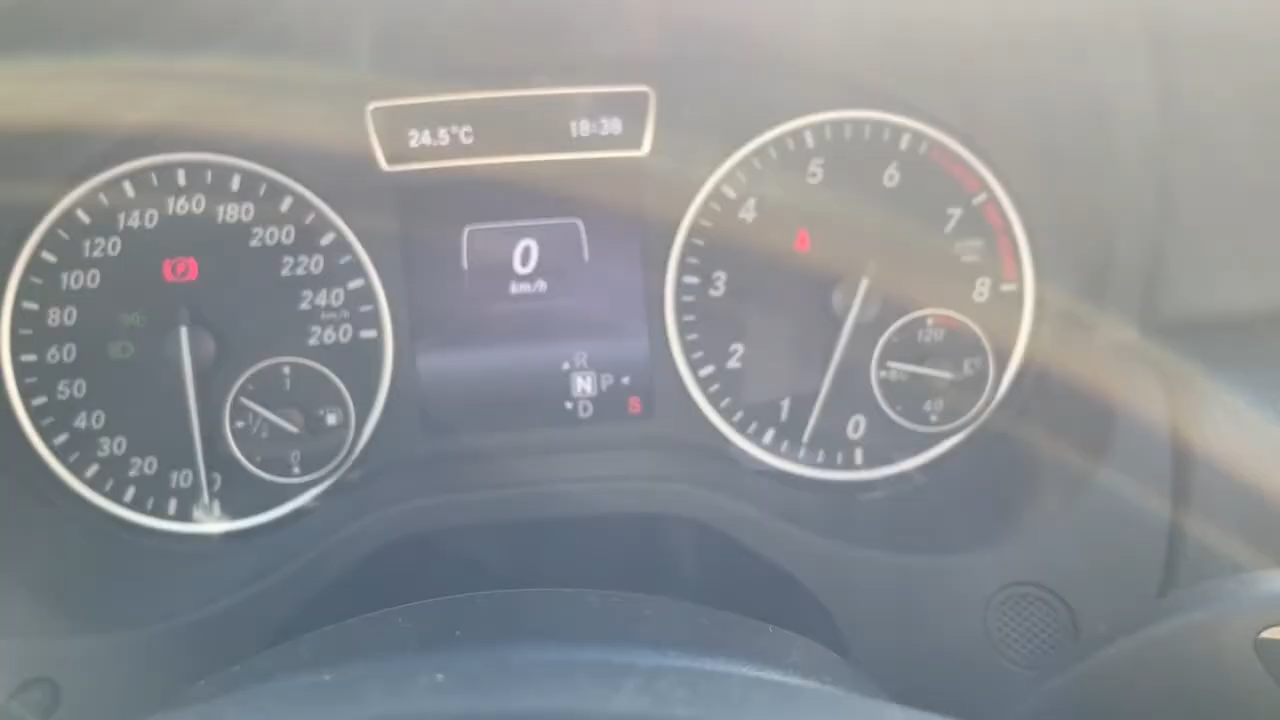 24.5°C 18:38
0
km/h
R
N P
D S
0 10 20 30 40 50 60 80 100 120 140 160 180 200 220 240 260
km/h
1
1/2
0
0 1 2 3 4 5 6 7 8
120
80
40